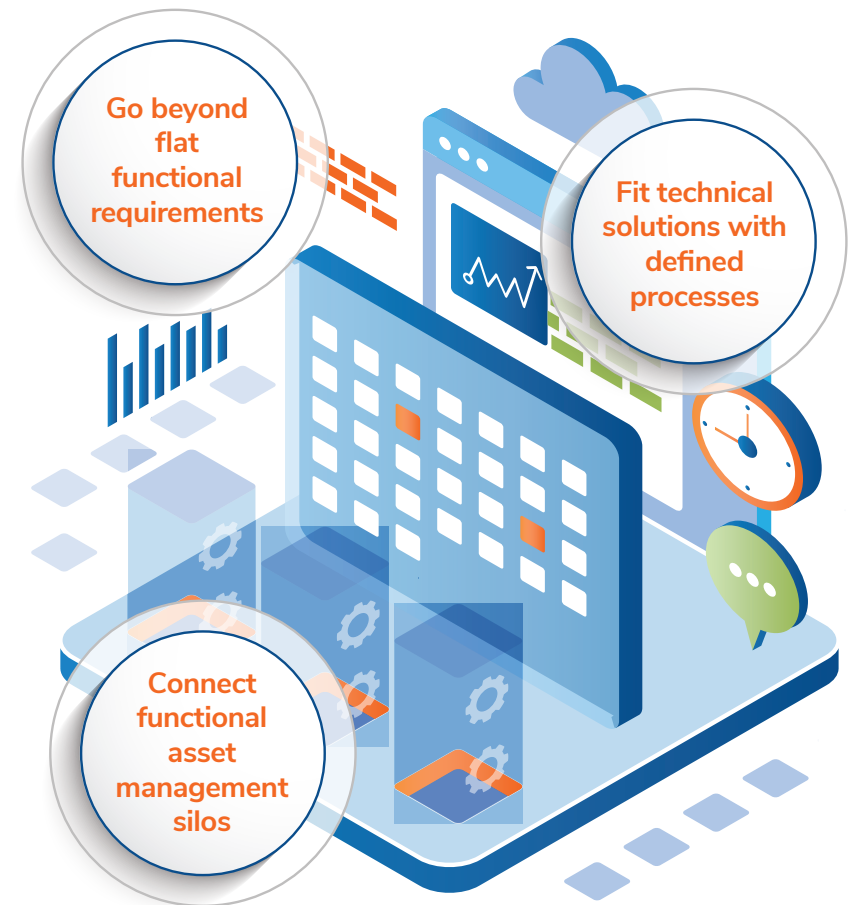 Go beyond
flat
functional
requirements
Fit technical
solutions with
defined
processes
Connect
functional
asset
management
silos